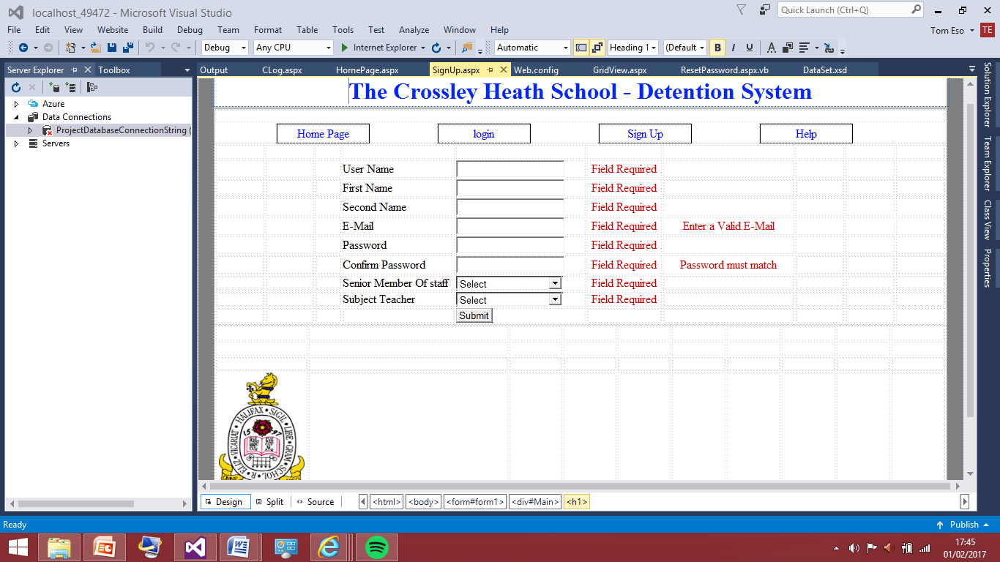 localhost_49472 - Microsoft Visual Studio
Quick Launch (Ctrl+Q)
File Edit View Website Build Debug Team Format Table Tools Test Analyze Window Help
Tom Eso TE
Debug Any CPU Internet Explorer Automatic Heading 1 (Default B I U A
Server Explorer Toolbox
Output CLog.aspx HomePage.aspx SignUp.aspx Web.config GridView.aspx ResetPassword.aspx.vb DataSet.xsd
Solution Explorer
Team Explorer
Class View
Properties
Azure
Data Connections
ProjectDatabaseConnectionString (
Servers
The Crossley Heath School - Detention System
Home Page login Sign Up Help
User Name Field Required
First Name Field Required
Second Name Field Required
E-Mail Field Required Enter a Valid E-Mail
Password Field Required
Confirm Password Field Required Password must match
Senior Member Of staff Select Field Required
Subject Teacher Select Field Required
Submit
HALIFAX SIGIL LIBE GRAM SCHOL R ELIZ VICARIAT
15 97
Design Split Source <html> <body> <form#form1> <div#Main> <h1>
Ready Publish
17:45
01/02/2017